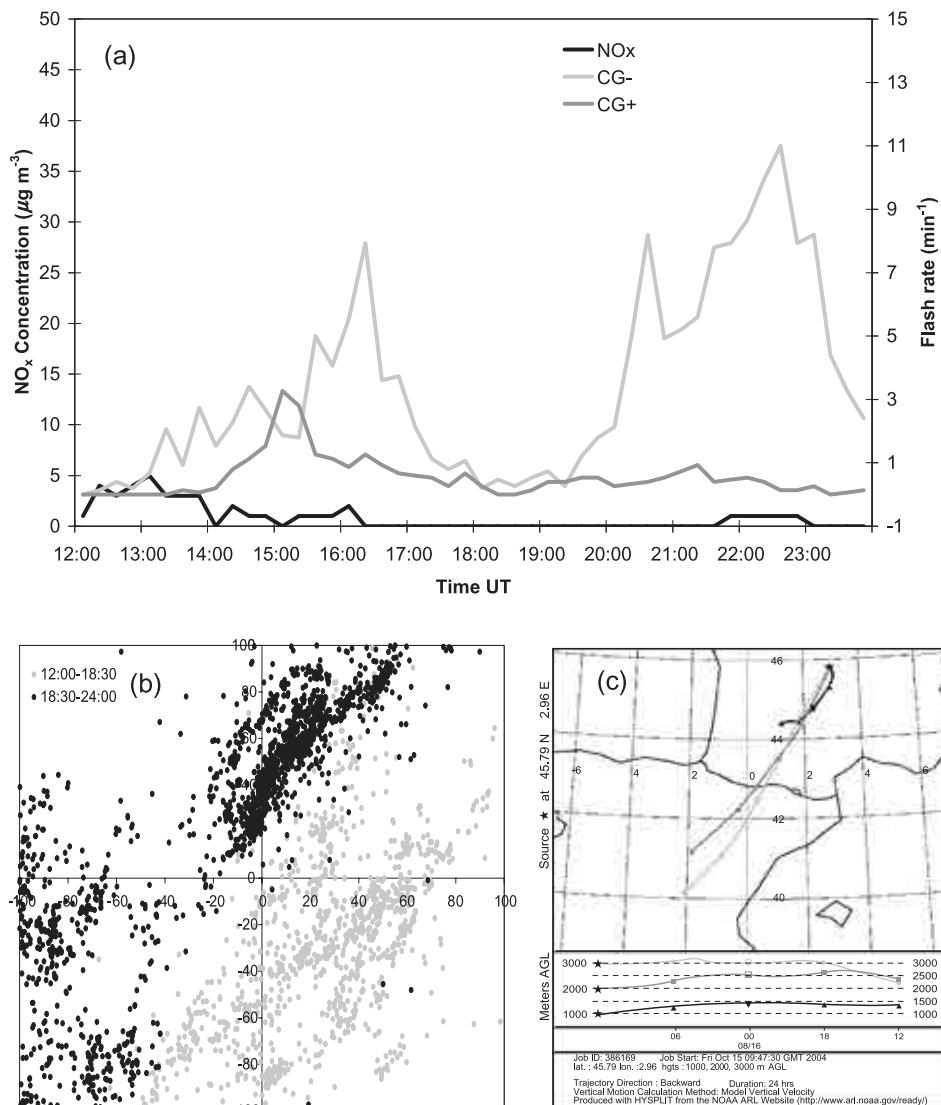 (a)
NOx
CG-
CG+
50
45
40
35
30
25
20
15
10
5
0
15
13
11
9
7
5
3
1
-1
NOx Concentration (µg m-3)
Flash rate (min-1)
12:00 13:00 14:00 15:00 16:00 17:00 18:00 19:00 20:00 21:00 22:00 23:00
Time UT
(b)
12:00-18:30
18:30-24:00
100
80
60
40
20
0
-100 -80 -60 -40 -20 0 20 40 60 80 100
-20
-40
-60
-80
(c)
Source ★ at 45.79 N 2.96 E
46
44
-6 -4 -2 0 2 4 6
42
40
Meters AGL
3000
2000
1000
3000
2500
2000
1500
1000
06 00 18 12
08/16
Job ID: 386169 Job Start: Fri Oct 15 09:47:30 GMT 2004
lat. : 45.79 lon. :2.96 hgts : 1000, 2000, 3000 m AGL
Trajectory Direction : Backward Duration: 24 hrs
Vertical Motion Calculation Method: Model Vertical Velocity
Produced with HYSPLIT from the NOAA ARL Website (http://www.arl.noaa.gov/ready/)